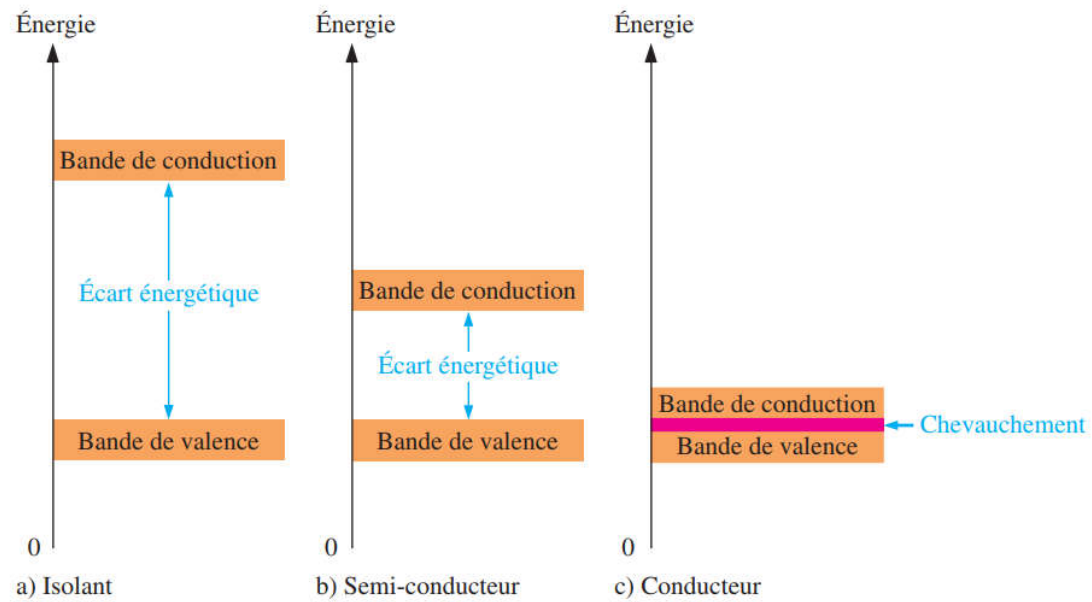 Énergie
Énergie
Énergie
Bande de conduction
Écart énergétique
Bande de valence
0
a) Isolant
Bande de conduction
Écart énergétique
Bande de valence
0
b) Semi-conducteur
Bande de conduction
Chevauchement
Bande de valence
0
c) Conducteur